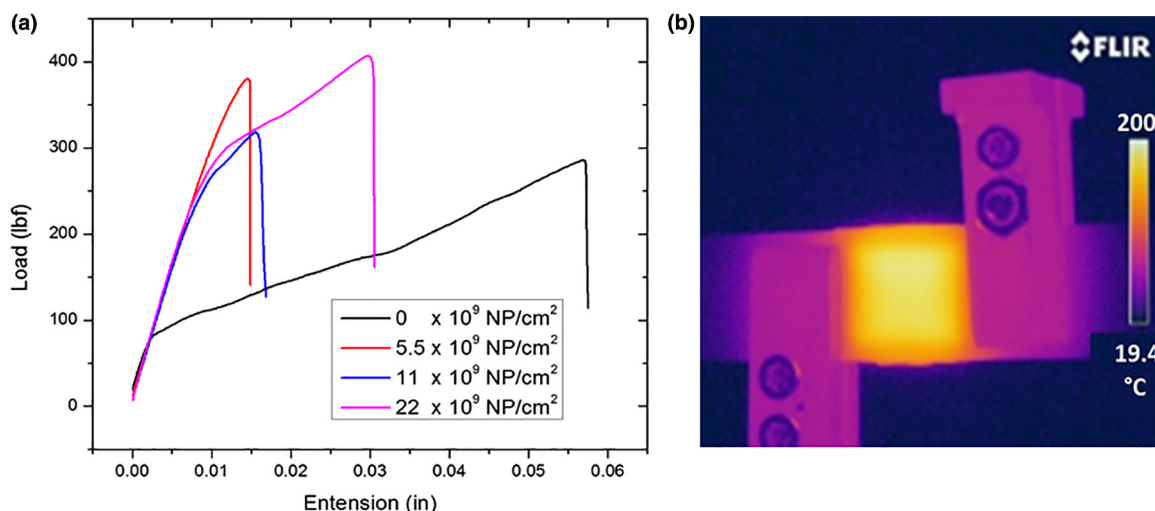 (a)
400
300
200
100
0
Load (lbf)
0 x 10⁹ NP/cm²
5.5 x 10⁹ NP/cm²
11 x 10⁹ NP/cm²
22 x 10⁹ NP/cm²
0.00 0.01 0.02 0.03 0.04 0.05 0.06
Entension (in)
(b)
FLIR
200
19.4
°C